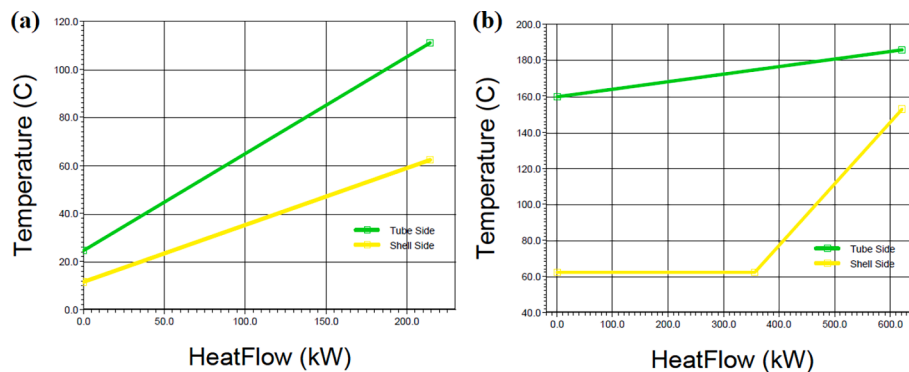 (a)
Temperature (C)
120.0
100.0
80.0
60.0
40.0
20.0
0.0
0.0 50.0 100.0 150.0 200.0
HeatFlow (kW)
Tube Side
Shell Side
(b)
Temperature (C)
200.0
180.0
160.0
140.0
120.0
100.0
80.0
60.0
40.0
0.0 100.0 200.0 300.0 400.0 500.0 600.0
HeatFlow (kW)
Tube Side
Shell Side